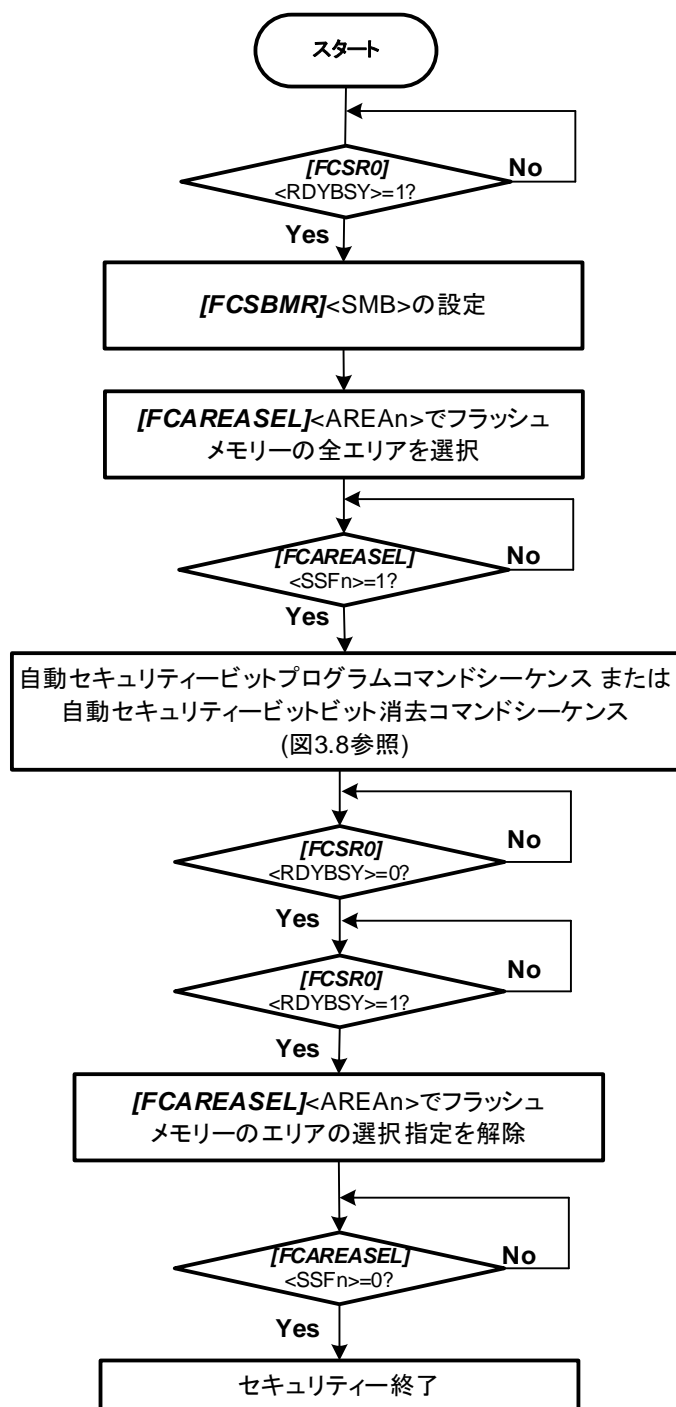 スタート
[FCSR0]
<RDYBSY>=1?
No
Yes
[FCSBMR]<SMB>の設定
[FCAREASEL]<AREAn>でフラッシュ
メモリーの全エリアを選択
[FCAREASEL]
<SSFn>=1?
No
Yes
自動セキュリティービットプログラムコマンドシーケンス または
自動セキュリティービットビット消去コマンドシーケンス
(図3.8参照)
[FCSR0]
<RDYBSY>=0?
No
Yes
[FCSR0]
<RDYBSY>=1?
No
Yes
[FCAREASEL]<AREAn>でフラッシュ
メモリーのエリアの選択指定を解除
[FCAREASEL]
<SSFn>=0?
No
Yes
セキュリティー終了